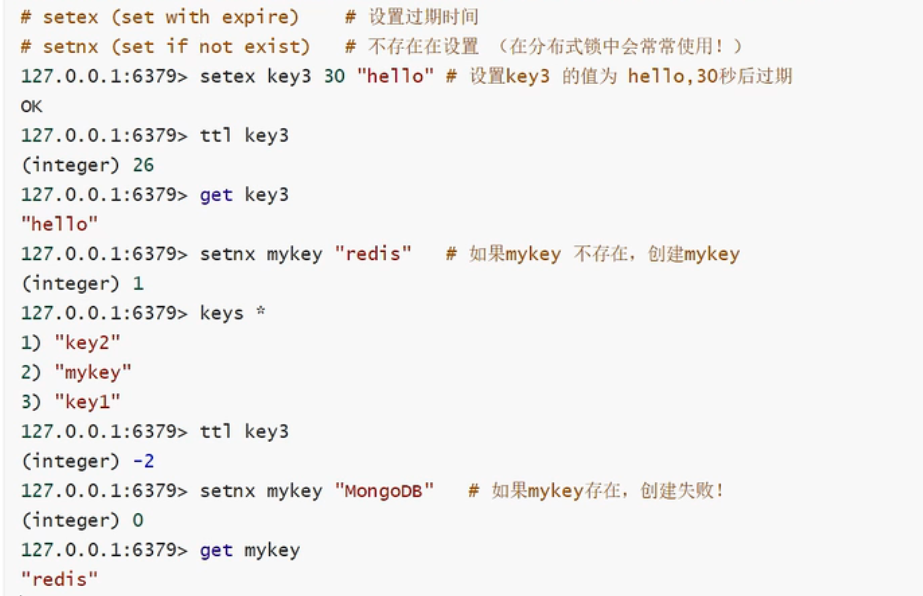 # setex (set with expire)    # 设置过期时间
# setnx (set if not exist)   # 不存在在设置 （在分布式锁中会常常使用！）
127.0.0.1:6379> setex key3 30 "hello" # 设置key3 的值为 hello,30秒后过期
OK
127.0.0.1:6379> ttl key3
(integer) 26
127.0.0.1:6379> get key3
"hello"
127.0.0.1:6379> setnx mykey "redis"   # 如果mykey 不存在，创建mykey
(integer) 1
127.0.0.1:6379> keys *
1) "key2"
2) "mykey"
3) "key1"
127.0.0.1:6379> ttl key3
(integer) -2
127.0.0.1:6379> setnx mykey "MongoDB"   # 如果mykey存在，创建失败！
(integer) 0
127.0.0.1:6379> get mykey
"redis"